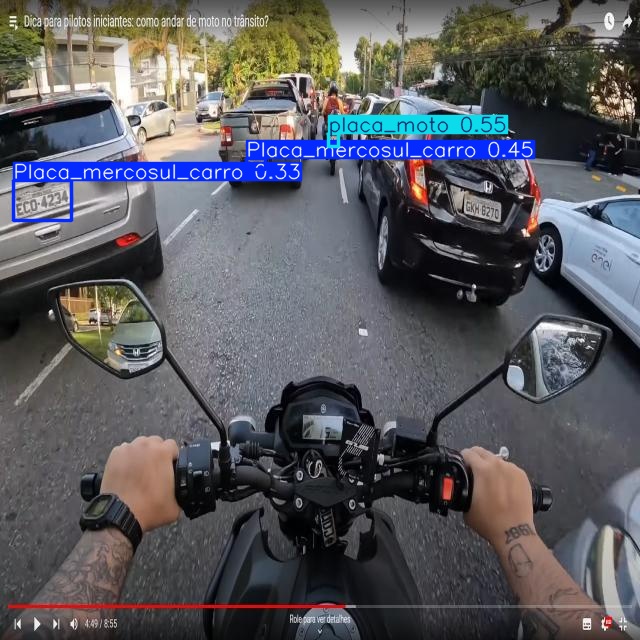 Dica para pilotos iniciantes: como andar de moto no trânsito?
placa_moto 0.55
Placa_mercosul_carro 0.45
Placa_mercosul_carro 0.33
ECO-4234
GKH-8270
enel
1991
4:49 / 8:55
Role para ver detalhes